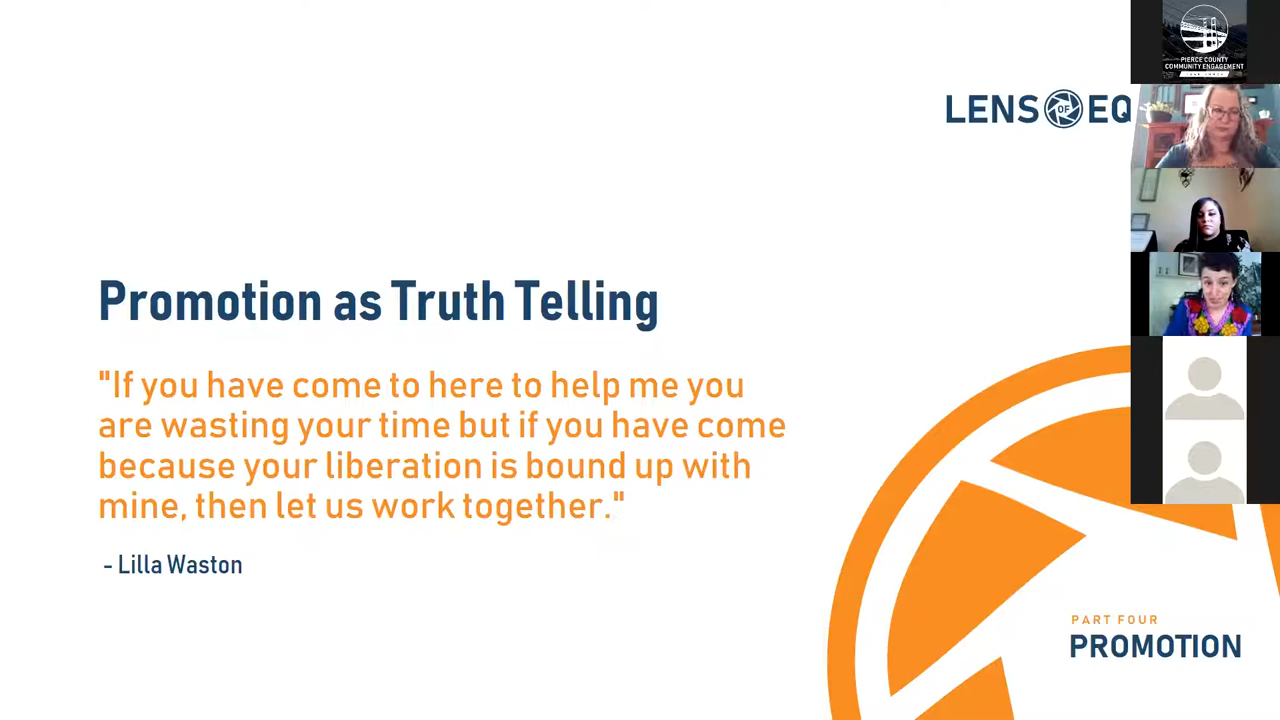 PIERCE COUNTY
COMMUNITY ENGAGEMENT
LENS OF EQ
Promotion as Truth Telling
"If you have come to here to help me you
are wasting your time but if you have come
because your liberation is bound up with
mine, then let us work together."
- Lilla Waston
PART FOUR
PROMOTION